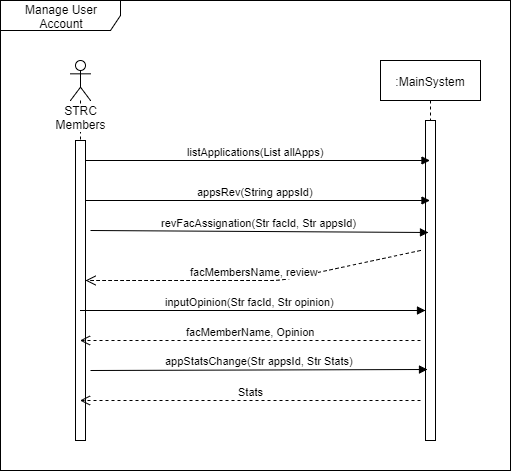 Manage User
Account
STRC
Members
:MainSystem
listApplications(List allApps)
appsRev(String appsId)
revFacAssignation(Str facId, Str appsId)
facMembersName, review
inputOpinion(Str facId, Str opinion)
facMemberName, Opinion
appStatsChange(Str appsId, Str Stats)
Stats